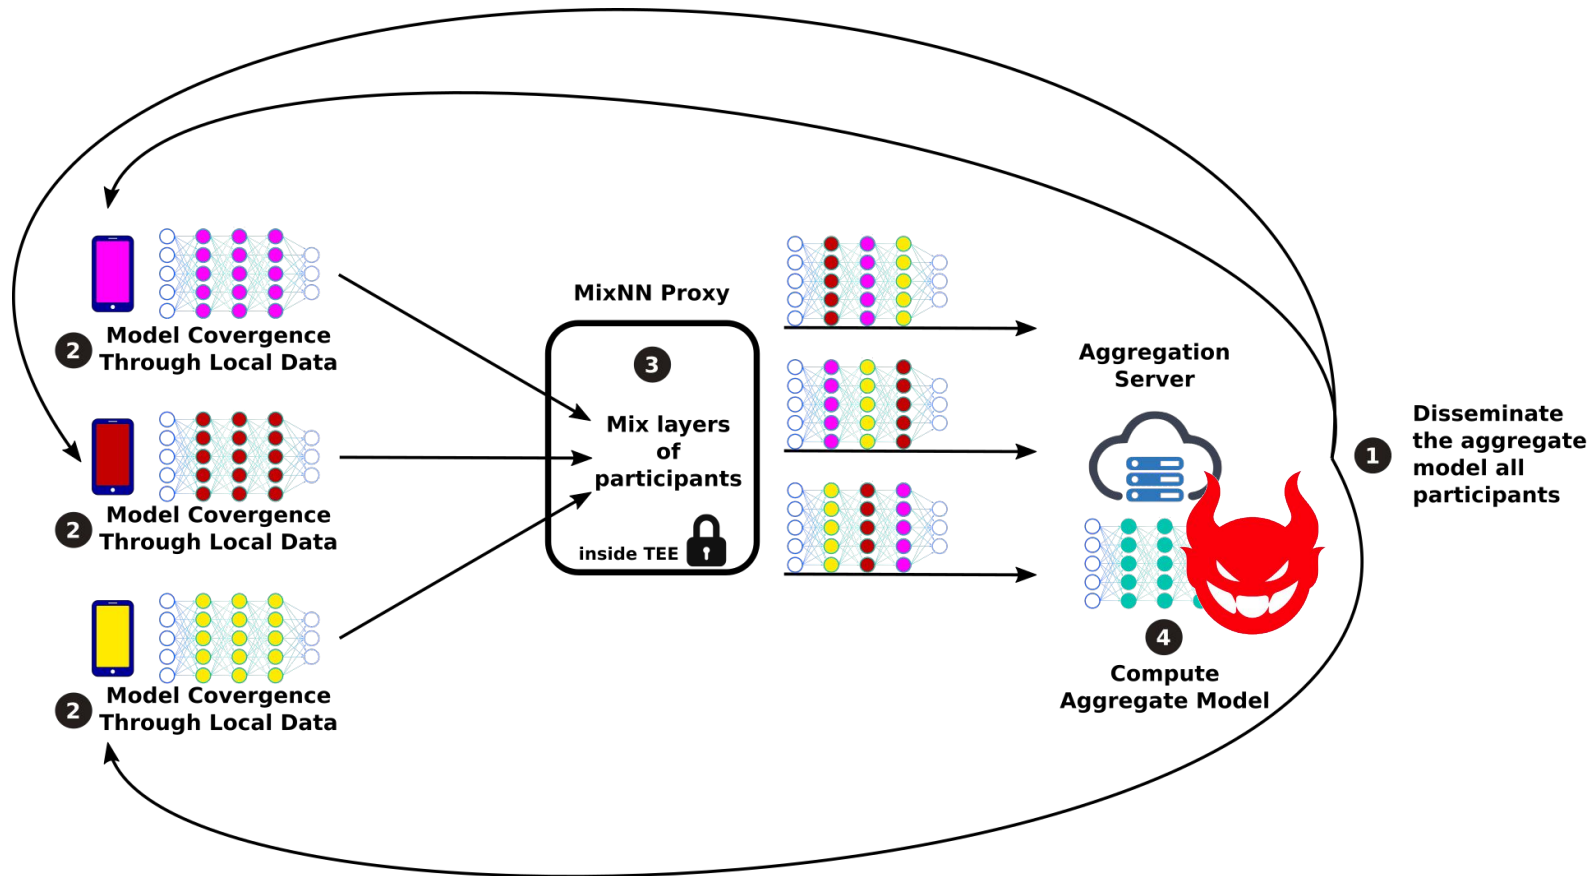 MixNN Proxy
3
Mix layers
of
participants
inside TEE
2
Model Covergence
Through Local Data
2
Model Covergence
Through Local Data
2
Model Covergence
Through Local Data
Aggregation
Server
4
Compute
Aggregate Model
1
Disseminate
the aggregate
model all
participants